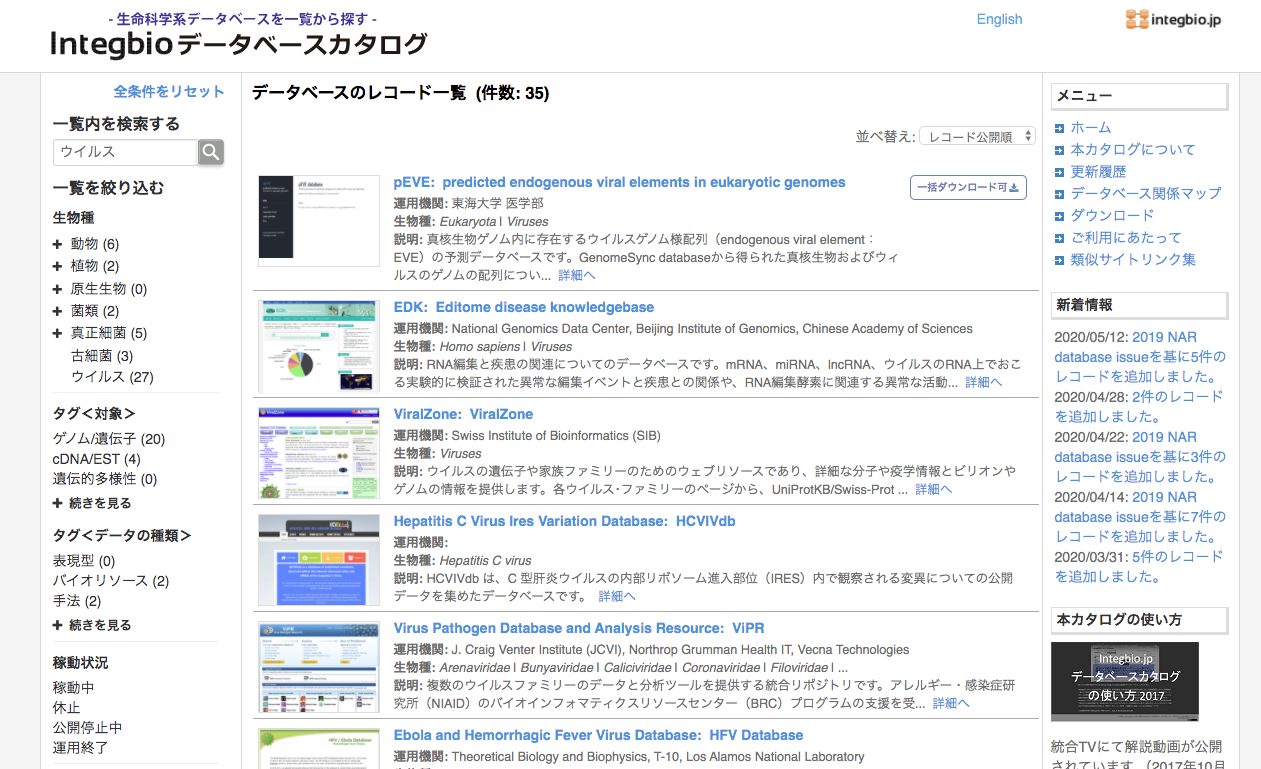 - 生命科学系データベースを一覧から探す -
Integbioデータベースカタログ
English
integbio.jp
全条件をリセット
一覧内を検索する
ウイルス
一覧を絞り込む
生物種
+ 動物 (6)
+ 植物 (2)
+ 原生生物 (0)
+ 菌類 (2)
+ 真正細菌 (5)
古細菌 (3)
ウイルス (27)
タグ＜対象＞
ゲノム/遺伝子 (20)
cDNA/EST (4)
遺伝的多様性 (0)
+ 続きを見る
タグ＜データの種類＞
表現型 (0)
バイオリソース (2)
手法 (2)
+ 続きを見る
稼動状況
稼動中
休止
公開停止中
運用終了
データベースのレコード一覧 (件数: 35)
並べ替え: レコード公開順
pEVE: predicted endogenous viral elements in eukaryotic genomes
一括ダウンロード可
運用機関: 東海大学 医学部
生物種: Eukaryota | Viruses
説明: 真核生物ゲノム内に存在するウイルスゲノム様配列（endogenous viral element：
EVE）の予測データベースです。GenomeSync databaseから得られた真核生物およびウイ
ルスのゲノムの配列につい... 詳細へ
EDK: Editome disease knowledgebase
運用機関: National Genomics Data Center, Beijing Institute of Genomics, Chinese Academy of Sciences
生物種: Homo sapiens | Viruses
説明: RNA編集と疾患の関連についてのデータベースです。mRNA、miRNA、lncRNA、ウイルスのRNA上でおこ
る実験的に検証された異常な編集イベントと疾患との関係や、RNA編集酵素に関連する異常な活動... 詳細へ
ViralZone: ViralZone
運用機関: Swiss Institute of Bioinformatics (SIB)
生物種: Viruses
説明: ウイルスの遺伝子や家族ファミリーのためのウェブリソースであり、詳細な分子や疫学情報とビリオンや
ゲノムの情報を提供します。各ウイルス・ファミリーのページから、UniProtKB/Swiss-Prot ... 詳細へ
Hepatitis C Virus Ires Variation Database: HCVIVdb
運用機関:
生物種: Hepatitis C virus
説明: HCVIVdb は、C 型肝炎ウイルスの内部リボソーム進入部位（IRES）内で観察される変異についての公開
データを集めたデータベースです。 詳細へ
Virus Pathogen Database and Analysis Resource: ViPR
運用機関: J. Craig Venter Institute (JCVI), Northrop Grumman Health IT, Vecna Technologies
生物種: Arenaviridae | Bunyaviridae | Caliciviridae | Coronaviridae | Filoviridae | ...
説明: 複数のウイルスファミリーのデータと分析ツールを提供する統合リポジトリです。アレルギー・感染症研
究所（NIAID）のバイオインフォマティクスリソースセンター（BRC）プログラムの支援を受... 詳細へ
Ebola and Hemorrhagic Fever Virus Database: HFV Database
運用機関: Theoretical Biology and Biophysics, T-10, Los Alamos National Laboratory
メニュー
ホーム
本カタログについて
更新履歴
データベース関係マップ
ダウンロード
ご利用にあたって
類似サイトリンク集
新着情報
2020/05/12: 2019 NAR
database issueを基に5件の
レコードを追加しました。
2020/04/28: 2件のレコード
を追加しました。
2020/04/22: 2019 NAR
database issueを基に3件の
レコードを追加しました。
2020/04/14: 2019 NAR
database issueを基に7件の
レコードを追加しました。
2020/03/31: 5件のレコード
を追加しました。
本カタログの使い方
Integbio.jp
データベースカタログ
の使い方 2017
統合TVにて解説動画が公開
されています。（2017年10月